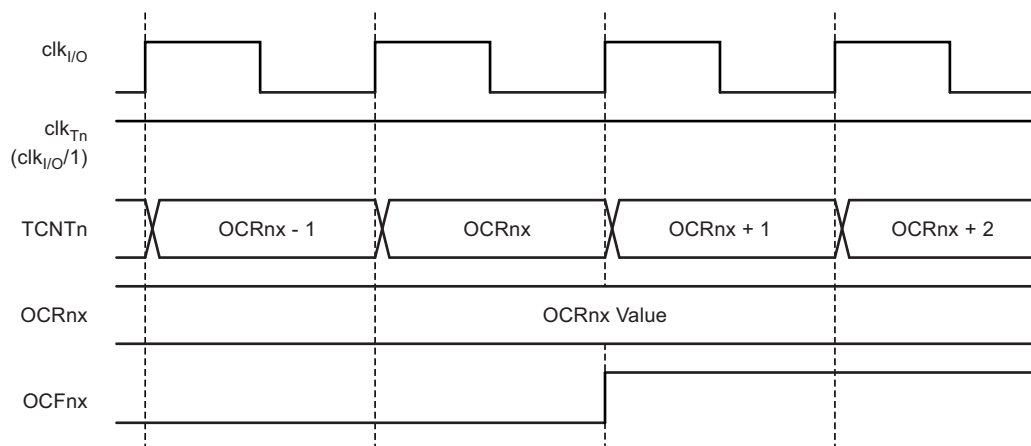 clkI/O
clkTn
(clkI/O/1)
TCNTn OCRnx - 1 OCRnx OCRnx + 1 OCRnx + 2
OCRnx OCRnx Value
OCFnx